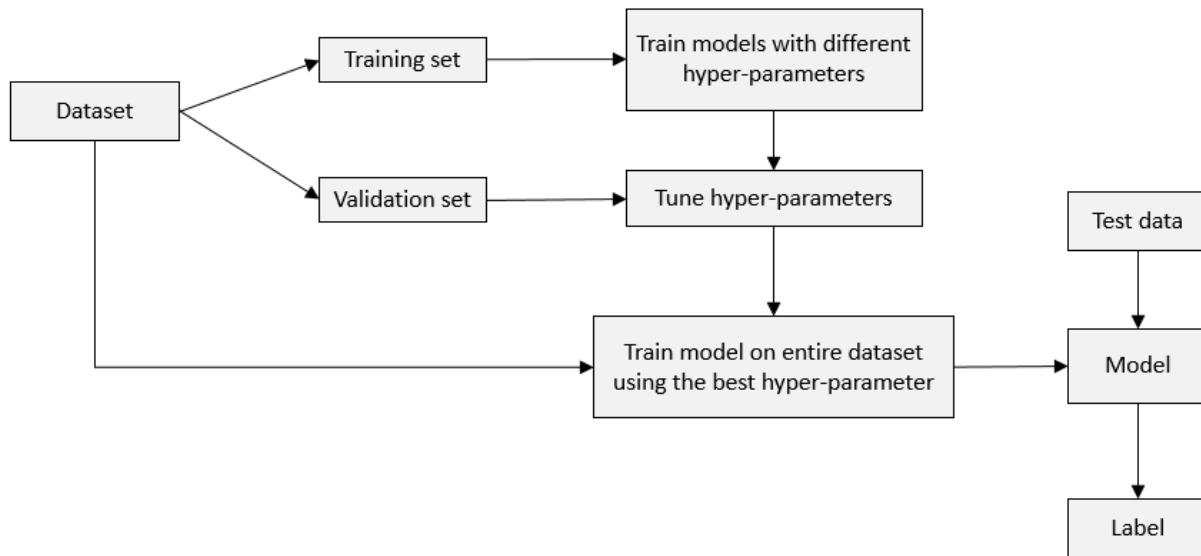 Dataset
Training set
Validation set
Train models with different
hyper-parameters
Tune hyper-parameters
Train model on entire dataset
using the best hyper-parameter
Test data
Model
Label